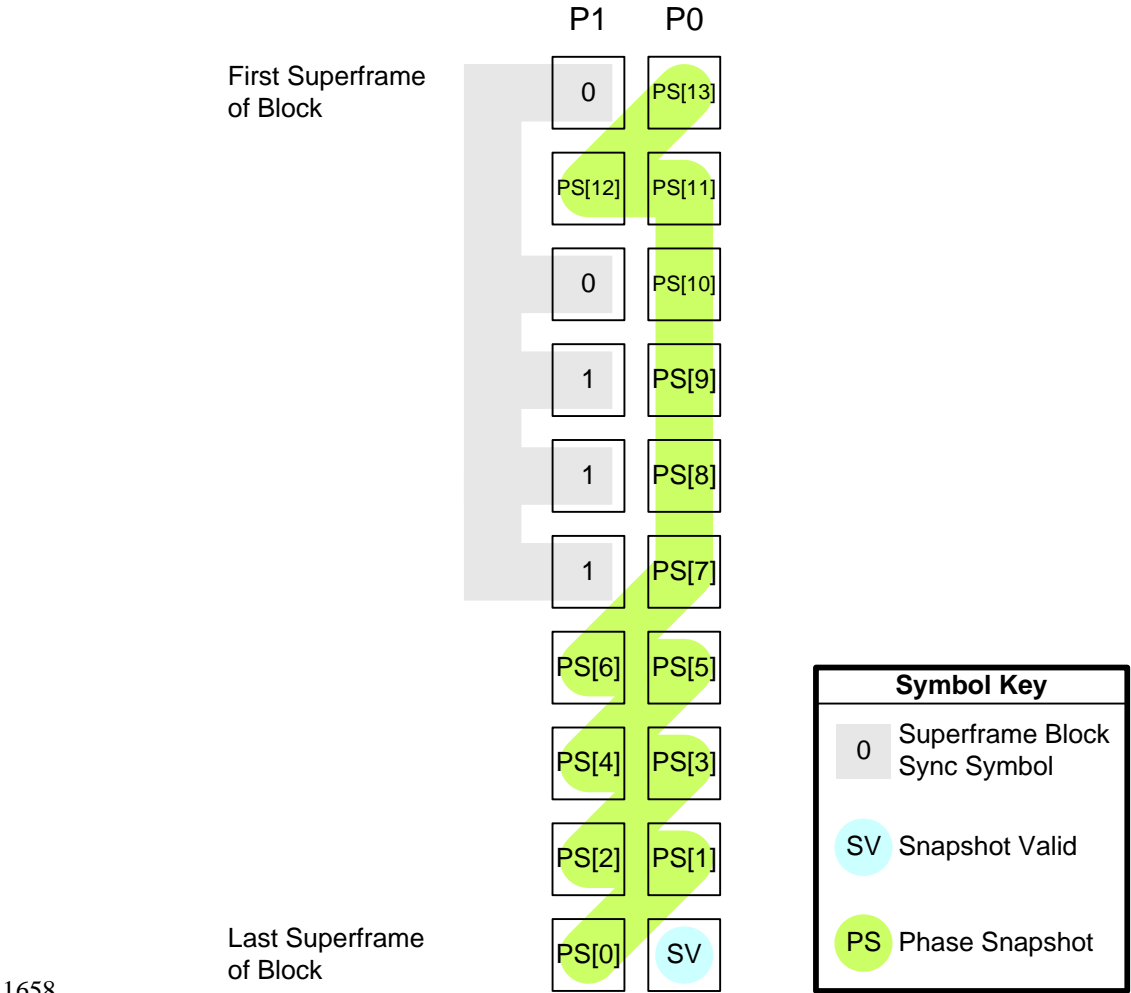 P1 P0
First Superframe
of Block
0 PS[13]
PS[12] PS[11]
0 PS[10]
1 PS[9]
1 PS[8]
1 PS[7]
PS[6] PS[5]
PS[4] PS[3]
PS[2] PS[1]
Last Superframe
of Block
PS[0] SV
Symbol Key
0 Superframe Block
Sync Symbol
SV Snapshot Valid
PS Phase Snapshot
1658